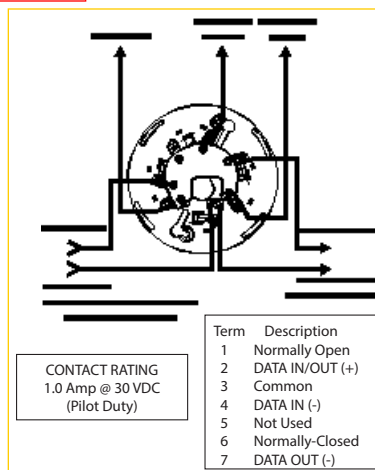 CONTACT RATING
1.0 Amp @ 30 VDC
(Pilot Duty)
Term Description
1 Normally Open
2 DATA IN/OUT (+)
3 Common
4 DATA IN (-)
5 Not Used
6 Normally-Closed
7 DATA OUT (-)